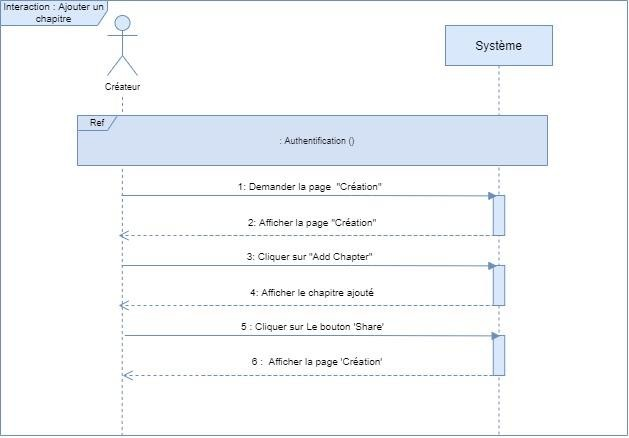 Interaction : Ajouter un
chapitre
Système
Créateur
Ref
: Authentification ()
1: Demander la page "Création"
2: Afficher la page "Création"
3: Cliquer sur "Add Chapter"
4: Afficher le chapitre ajouté
5 : Cliquer sur Le bouton 'Share'
6 : Afficher la page 'Création'